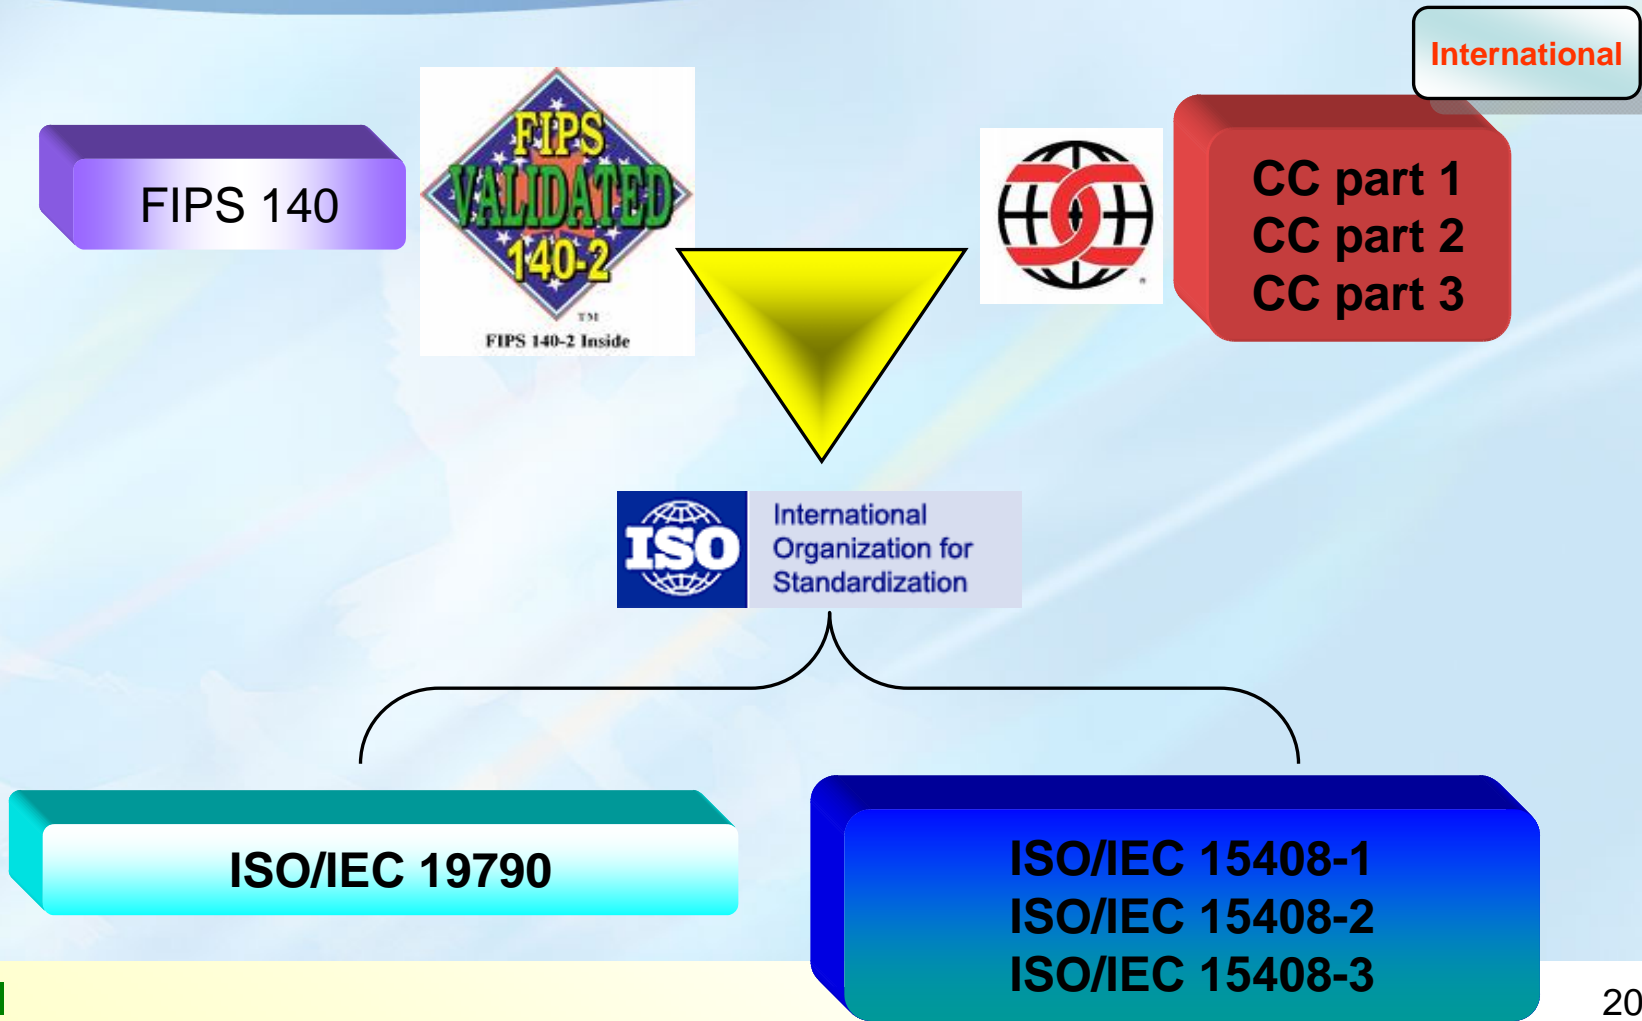 International
FIPS 140
FIPS
VALIDATED
140-2
TM
FIPS 140-2 Inside
CC part 1
CC part 2
CC part 3
ISO
International
Organization for
Standardization
ISO/IEC 19790
ISO/IEC 15408-1
ISO/IEC 15408-2
ISO/IEC 15408-3
20